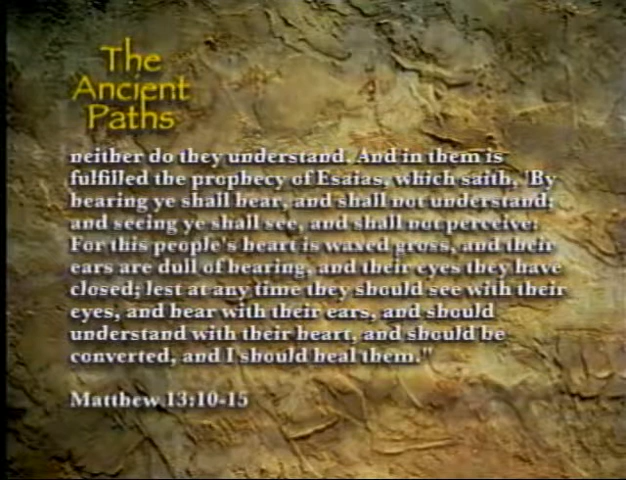 The
Ancient
Paths
neither do they understand. And in them is
fulfilled the prophecy of Esaias, which saith, 'By
hearing ye shall hear, and shall not understand;
and seeing ye shall see, and shall not perceive:
For this people's heart is waxed gross, and their
ears are dull of hearing, and their eyes they have
closed; lest at any time they should see with their
eyes, and hear with their ears, and should
understand with their heart, and should be
converted, and I should heal them."
Matthew 13:10-15